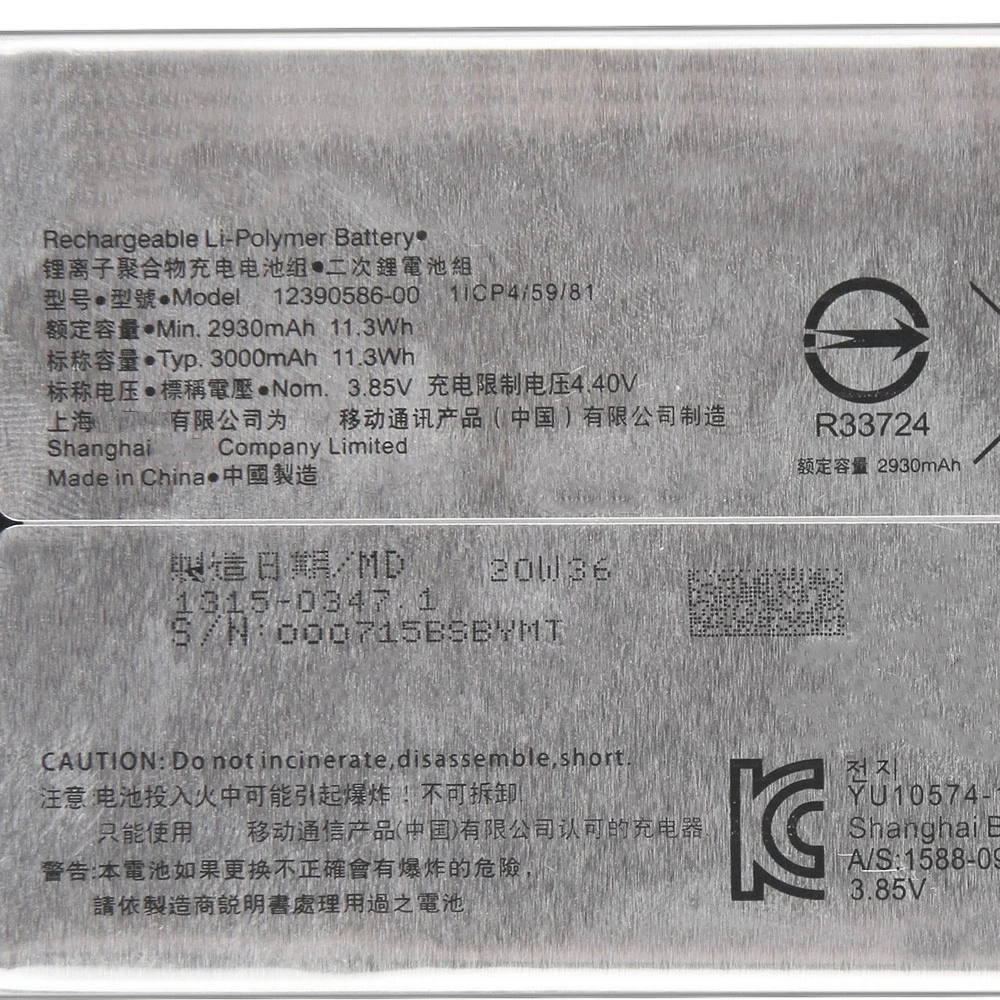 Rechargeable Li-Polymer Battery•
锂离子聚合物充电电池组•二次鋰電池組
型号•型號•Model 12390586-00 1ICP4/59/81
额定容量•Min. 2930mAh 11.3Wh
标称容量•Typ. 3000mAh 11.3Wh
标称电压•標稱電壓•Nom. 3.85V 充电限制电压4.40V
上海 有限公司为 移动通讯产品(中国)有限公司制造
Shanghai Company Limited
Made in China•中國製造
R33724
额定容量 2930mAh
製造日期/MD 30W36
1315-0347.1
S/N:000715BSBYMT
CAUTION: Do not incinerate,disassemble,short.
注意:电池投入火中可能引起爆炸!不可拆卸!
只能使用 移动通信产品(中国)有限公司认可的充电器.
警告:本電池如果更换不正確會有爆炸的危險,
請依製造商説明書處理用過之電池
전지
YU10574-
Shanghai B
A/S:1588-09
3.85V